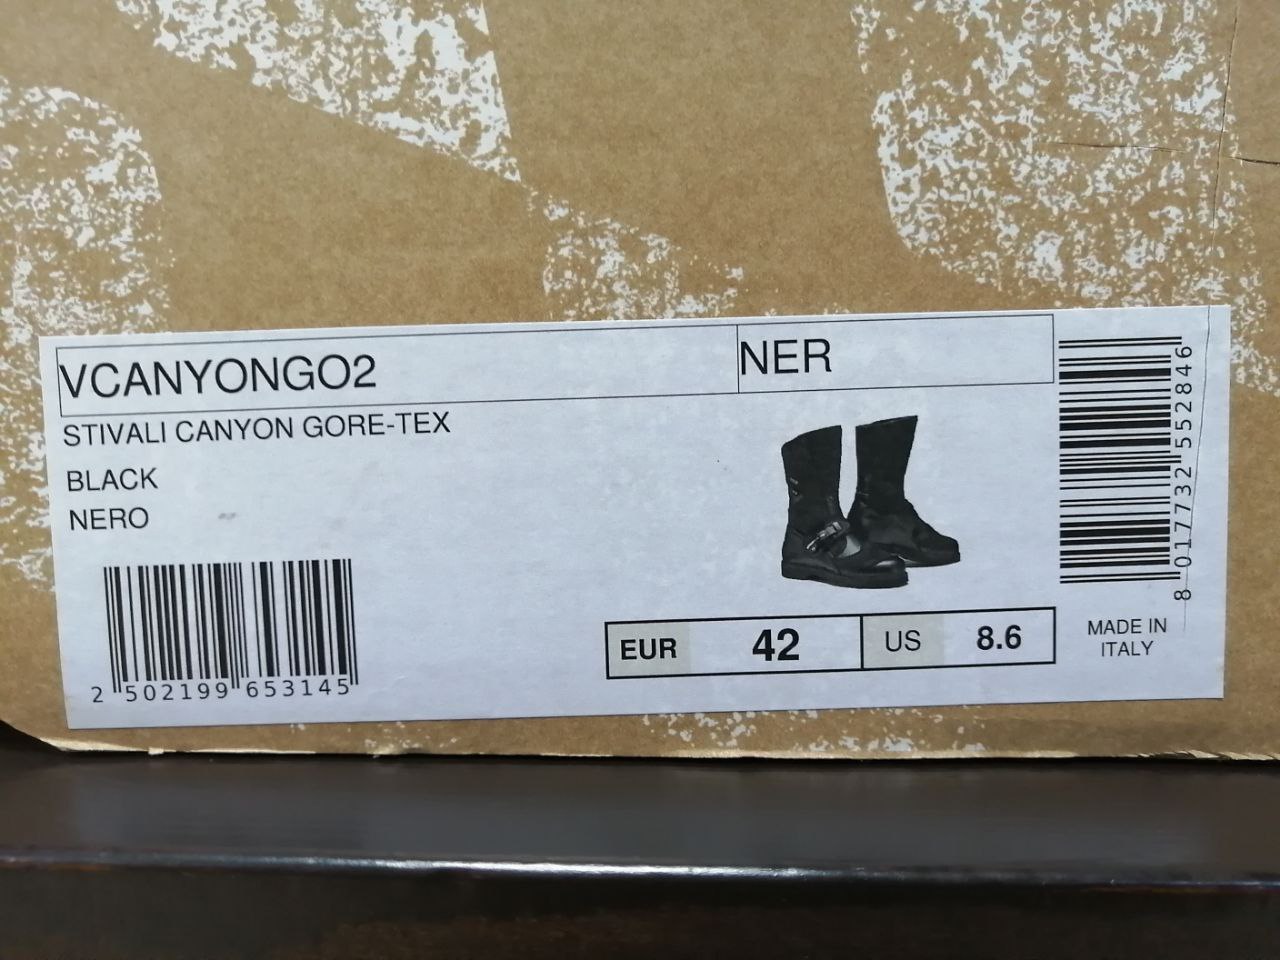 VCANYONGO2
NER
STIVALI CANYON GORE-TEX
BLACK
NERO
2 502199 653145
EUR 42 US 8.6
8 017732 552846
MADE IN
ITALY